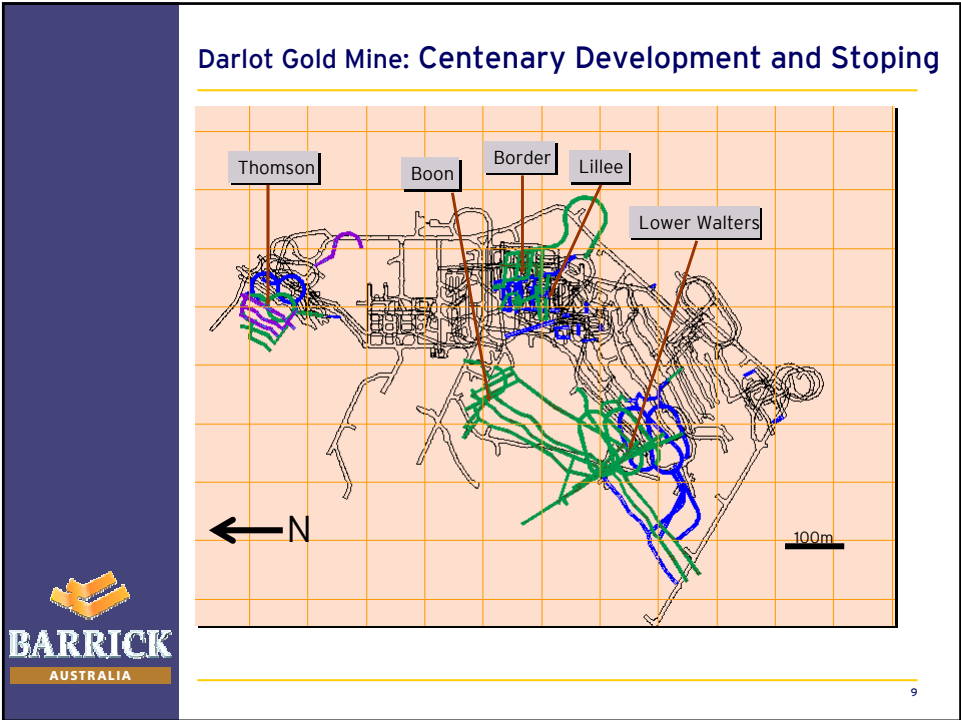 Darlot Gold Mine: Centenary Development and Stoping
Thomson
Boon
Border
Lillee
Lower Walters
N
100m
BARRICK
AUSTRALIA
9